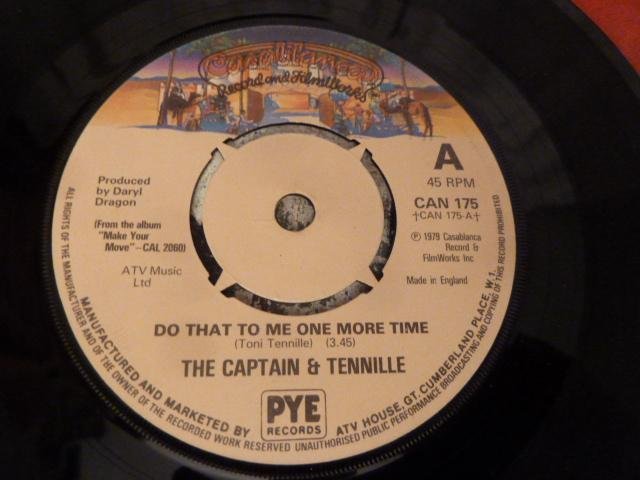 Casablanca
Record and FilmWorks
A
45 RPM
CAN 175
†CAN 175-A†
℗ 1979 Casablanca
Record &
FilmWorks Inc
Made in England
Produced
by Daryl
Dragon
(From the album
"Make Your
Move"–CAL 2060)
ATV Music
Ltd
DO THAT TO ME ONE MORE TIME
(Toni Tennille) (3.45)
THE CAPTAIN & TENNILLE
PYE
RECORDS
MANUFACTURED AND MARKETED BY
ATV HOUSE, GT. CUMBERLAND PLACE, W.1.
ALL RIGHTS OF THE MANUFACTURER AND OF THE OWNER OF THE RECORDED WORK RESERVED UNAUTHORISED PUBLIC PERFORMANCE BROADCASTING AND COPYING OF THIS RECORD PROHIBITED